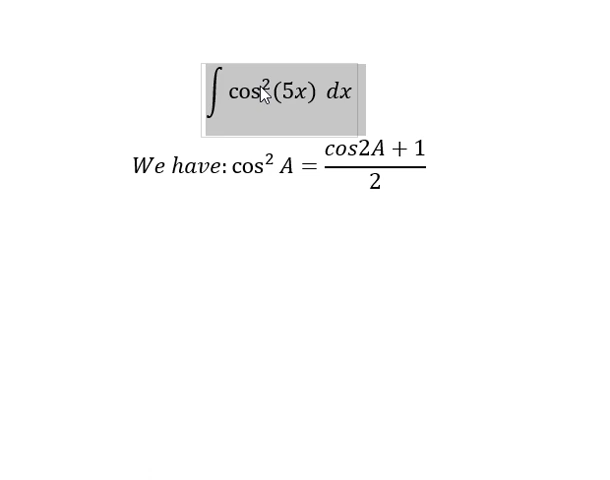 ∫ cos²(5x) dx
We have: cos² A = (cos2A + 1)/2